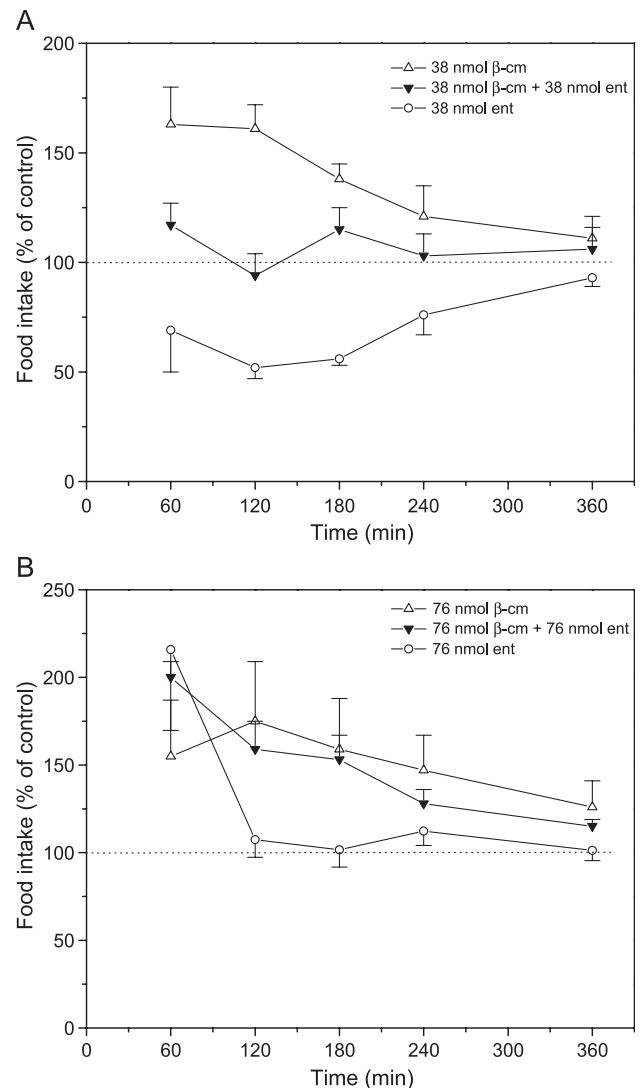 A
200
150
100
50
0
Food intake (% of control)
38 nmol β-cm
38 nmol β-cm + 38 nmol ent
38 nmol ent
0 60 120 180 240 300 360
Time (min)
B
250
200
150
100
50
0
Food intake (% of control)
76 nmol β-cm
76 nmol β-cm + 76 nmol ent
76 nmol ent
0 60 120 180 240 300 360
Time (min)